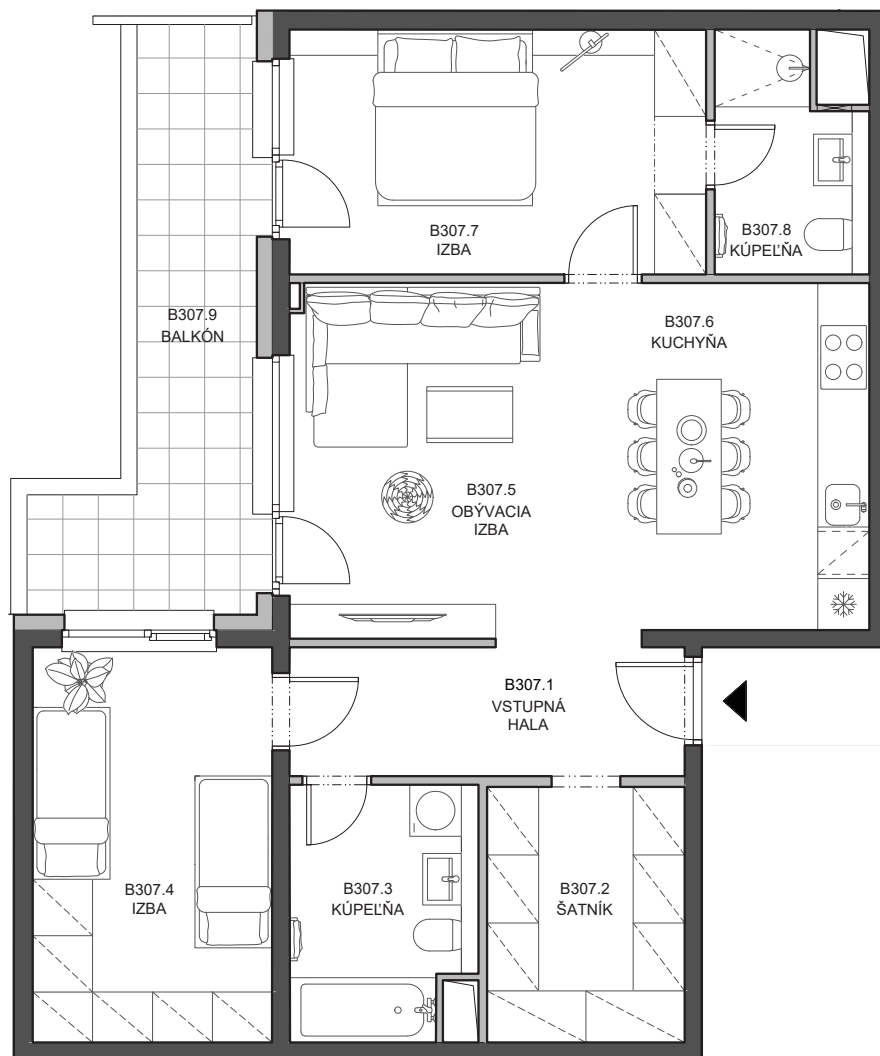 B307.7
IZBA
B307.8
KÚPEĽŇA
B307.9
BALKÓN
B307.6
KUCHYŇA
B307.5
OBÝVACIA
IZBA
B307.1
VSTUPNÁ
HALA
B307.4
IZBA
B307.3
KÚPEĽŇA
B307.2
ŠATNÍK